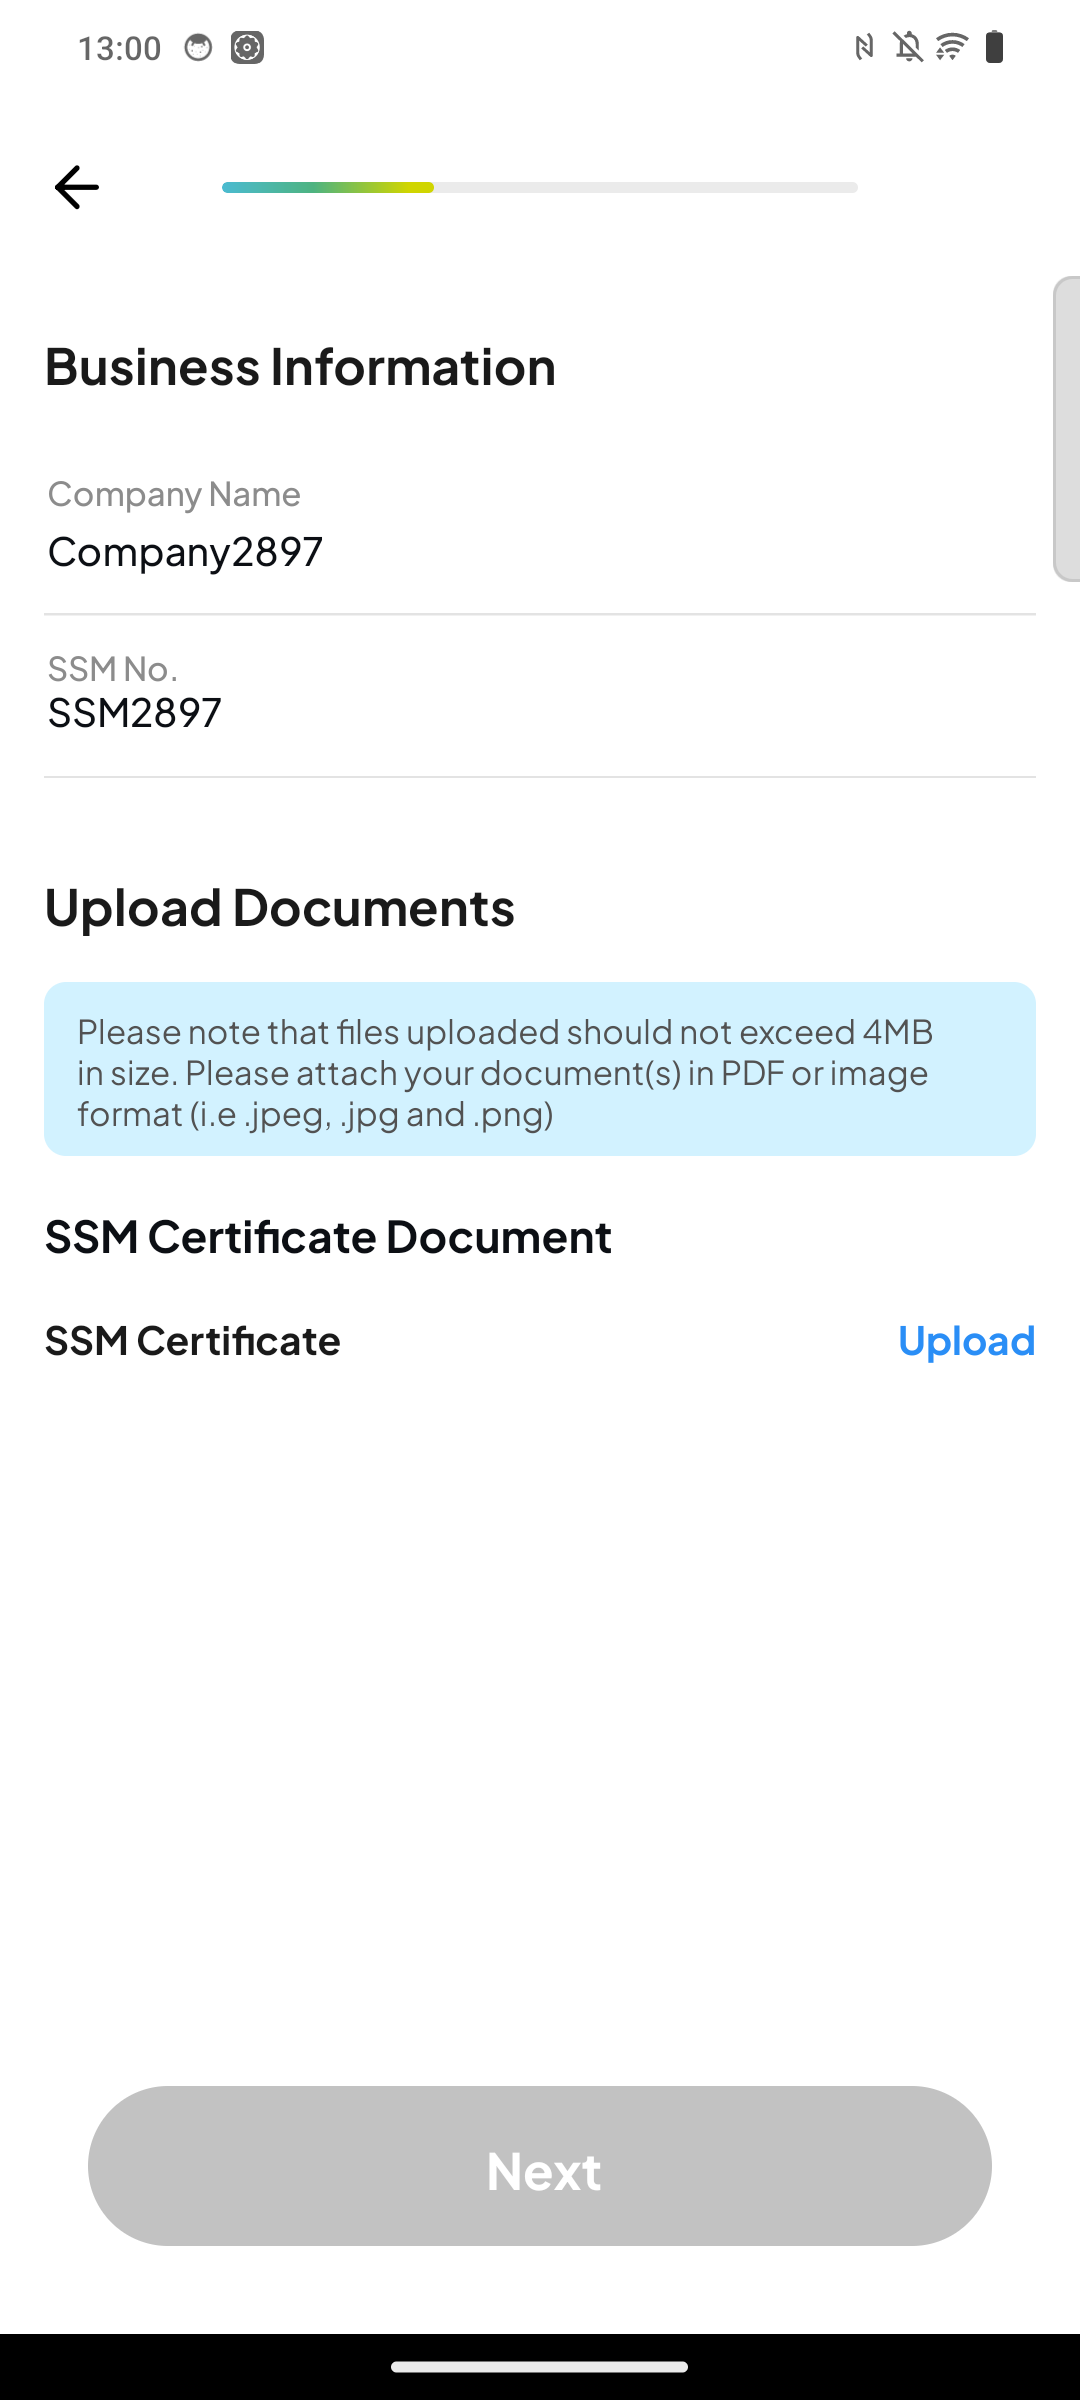 13:00
Business Information
Company Name
Company2897
SSM No.
SSM2897
Upload Documents
Please note that files uploaded should not exceed 4MB
in size. Please attach your document(s) in PDF or image
format (i.e .jpeg, .jpg and .png)
SSM Certificate Document
SSM Certificate Upload
Next